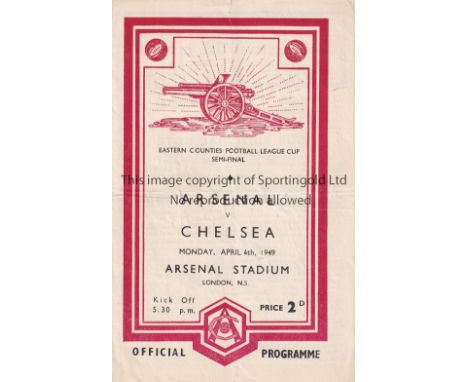 EASTERN COUNTIES FOOTBALL LEAGUE CUP
SEMI-FINAL
This image copyright of Sportingold Ltd
No reproduction allowed
ARSENAL
V
CHELSEA
MONDAY, APRIL 4th, 1949
ARSENAL STADIUM
LONDON, N.5
Kick Off
5.30 p.m.
PRICE 2D
OFFICIAL PROGRAMME